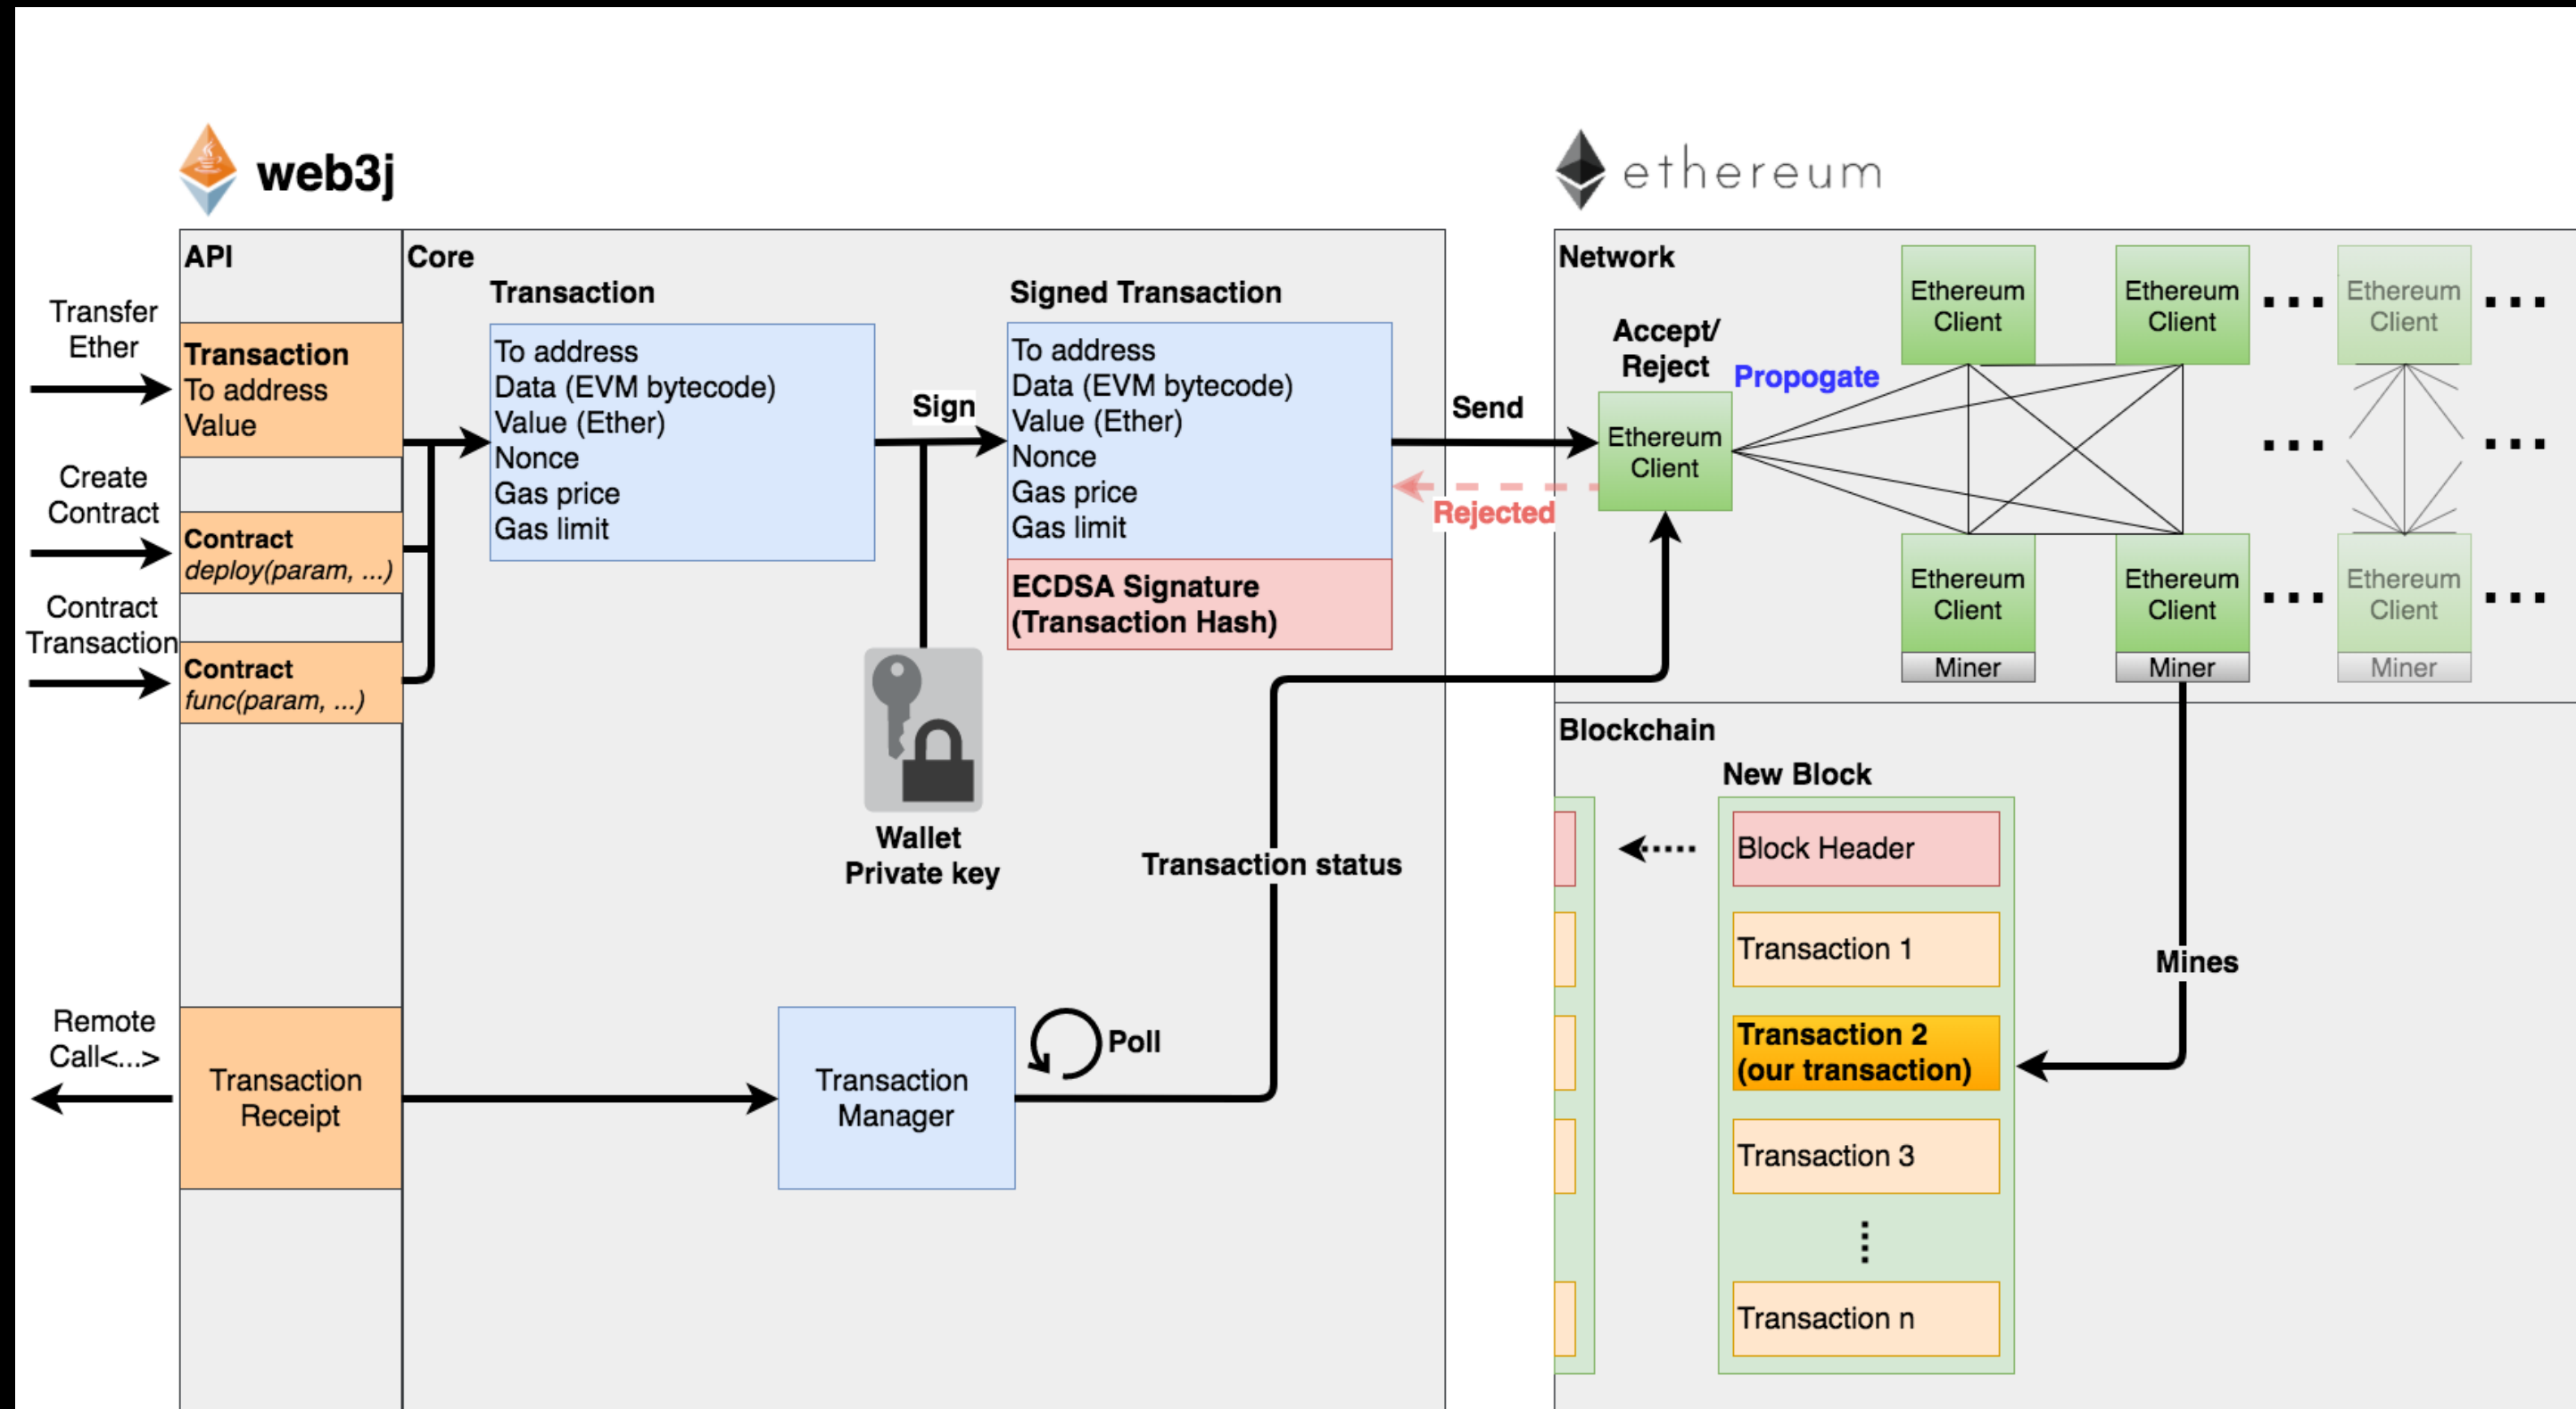 web3j
ethereum
API
Core
Transfer
Ether
Transaction
To address
Value
Create
Contract
Contract
deploy(param, ...)
Contract
Transaction
Contract
func(param, ...)
Transaction
To address
Data (EVM bytecode)
Value (Ether)
Nonce
Gas price
Gas limit
Sign
Wallet
Private key
Signed Transaction
To address
Data (EVM bytecode)
Value (Ether)
Nonce
Gas price
Gas limit
ECDSA Signature
(Transaction Hash)
Send
Rejected
Transaction status
Remote
Call<...>
Transaction
Receipt
Transaction
Manager
Poll
Network
Accept/
Reject
Ethereum
Client
Propogate
Ethereum
Client
Ethereum
Client
...
Ethereum
Client
...
...
...
Ethereum
Client
Miner
Ethereum
Client
Miner
...
Ethereum
Client
Miner
...
Blockchain
New Block
Block Header
Transaction 1
Transaction 2
(our transaction)
Transaction 3
Transaction n
Mines